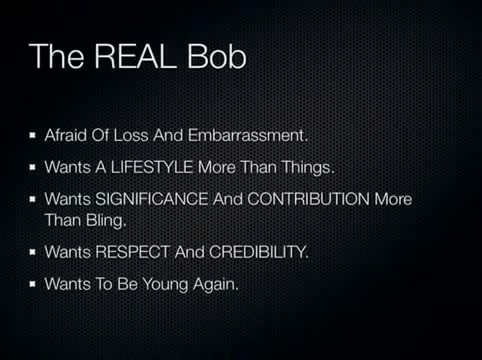 The REAL Bob
Afraid Of Loss And Embarrassment.
Wants A LIFESTYLE More Than Things.
Wants SIGNIFICANCE And CONTRIBUTION More
Than Bling.
Wants RESPECT And CREDIBILITY.
Wants To Be Young Again.